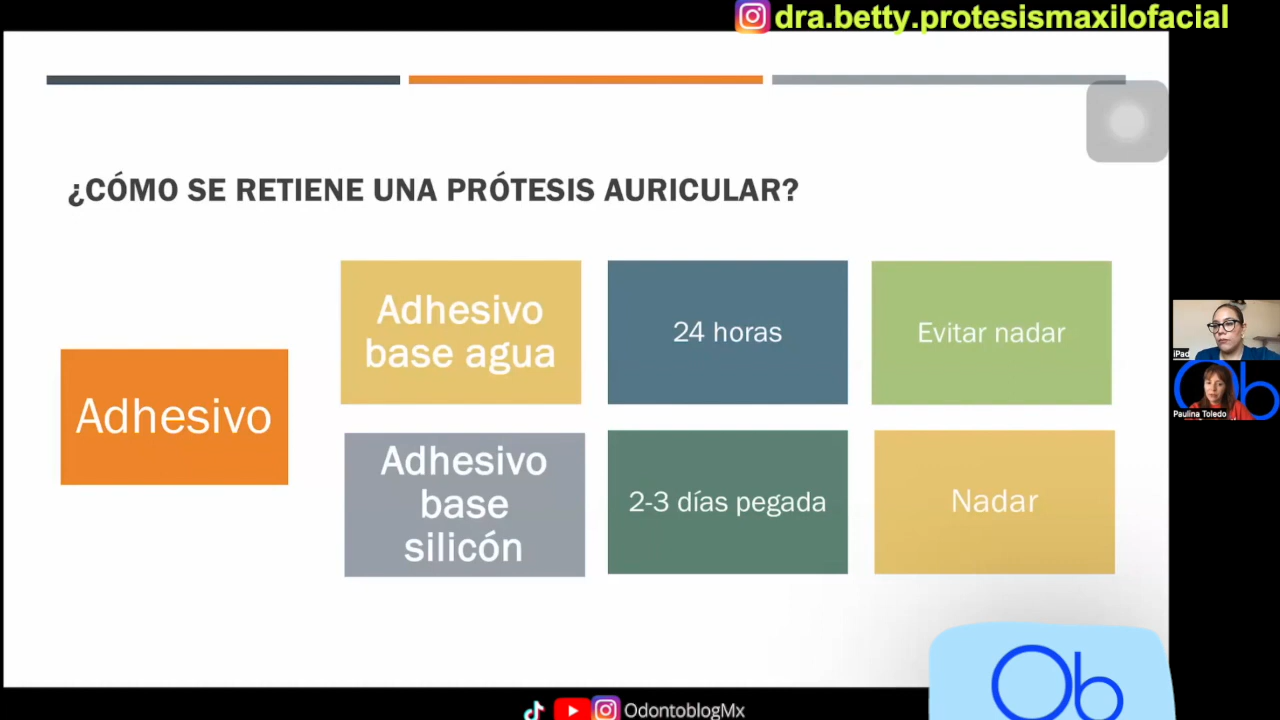 dra.betty.protesismaxilofacial
¿CÓMO SE RETIENE UNA PRÓTESIS AURICULAR?
Adhesivo
Adhesivo
base agua
24 horas
Evitar nadar
Adhesivo
base
silicón
2-3 días pegada
Nadar
iPad
Ob
Paulina Toledo
Ob
OdontoblogMx